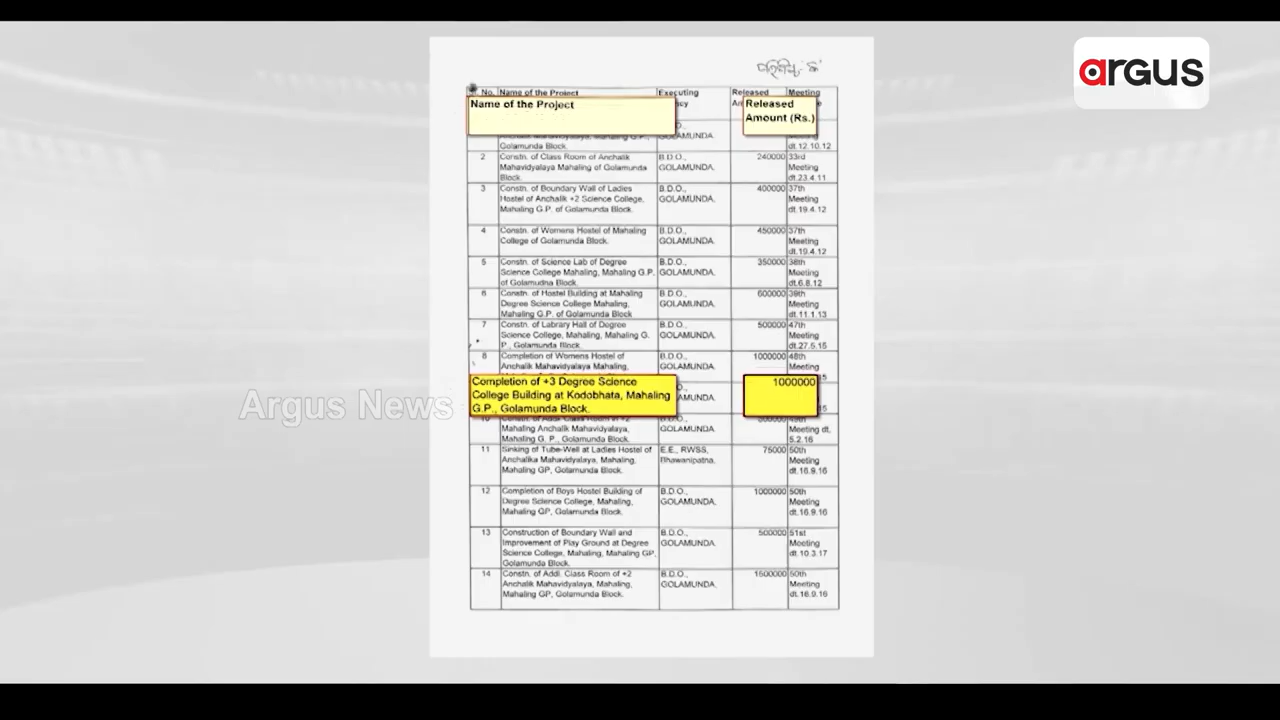 argus
ପରିଶିଷ୍ଟ 'କ'
No. Name of the Project Executing Released Meeting
Name of the Project
Released
Amount (Rs.)
GOLAMUNDA.
Golamunda Block. dt.12.10.12
2 Constn. of Class Room of Anchalik B.D.O., 240000 33rd
Mahavidyalaya Mahaling of Golamunda GOLAMUNDA. Meeting
Block. dt.23.4.11
3 Constn. of Boundary Wall of Ladies B.D.O., 400000 37th
Hostel of Anchalik +2 Science College, GOLAMUNDA. Meeting
Mahaling G.P. of Golamunda Block. dt.19.4.12
4 Constn. of Womens Hostel of Mahaling B.D.O., 450000 37th
College of Golamunda Block. GOLAMUNDA. Meeting
dt.19.4.12
5 Constn. of Science Lab of Degree B.D.O., 350000 38th
Science College Mahaling, Mahaling G.P. GOLAMUNDA. Meeting
of Golamudna Block. dt.6.8.12
6 Constn. of Hostel Building at Mahaling B.D.O., 600000 39th
Degree Science College Mahaling, GOLAMUNDA. Meeting
Mahaling G.P. of Golamunda Block dt.11.1.13
7 Constn. of Labrary Hall of Degree B.D.O., 500000 47th
Science College, Mahaling, Mahaling G. GOLAMUNDA. Meeting
P., Golamunda Block. dt.27.5.15
8 Completion of Womens Hostel of B.D.O., 1000000 48th
Anchalik Mahavidyalaya Mahaling, GOLAMUNDA. Meeting
Completion of +3 Degree Science 1000000
College Building at Kodobhata, Mahaling
G.P., Golamunda Block.
Argus News
Mahaling Anchalik Mahavidyalaya, GOLAMUNDA Meeting dt.
Mahaling G. P., Golamunda Block. 5.2.16
11 Sinking of Tube-Well at Ladies Hostel of E.E., RWSS, 75000 50th
Anchalika Mahavidyalaya, Mahaling, Bhawanipatna. Meeting
Mahaling GP, Golamunda Block. dt.16.9.16
12 Completion of Boys Hostel Building of B.D.O., 1000000 50th
Degree Science College, Mahaling, GOLAMUNDA. Meeting
Mahaling GP, Golamunda Block. dt.16.9.16
13 Construction of Boundary Wall and B.D.O., 500000 51st
Improvement of Play Ground at Degree GOLAMUNDA. Meeting
Science College, Mahaling, Mahaling GP, dt.10.3.17
Golamunda Block.
14 Constn. of Addl. Class Room of +2 B.D.O., 1500000 50th
Anchalik Mahavidyalaya, Mahaling, GOLAMUNDA. Meeting
Mahaling GP, Golamunda Block. dt.16.9.16